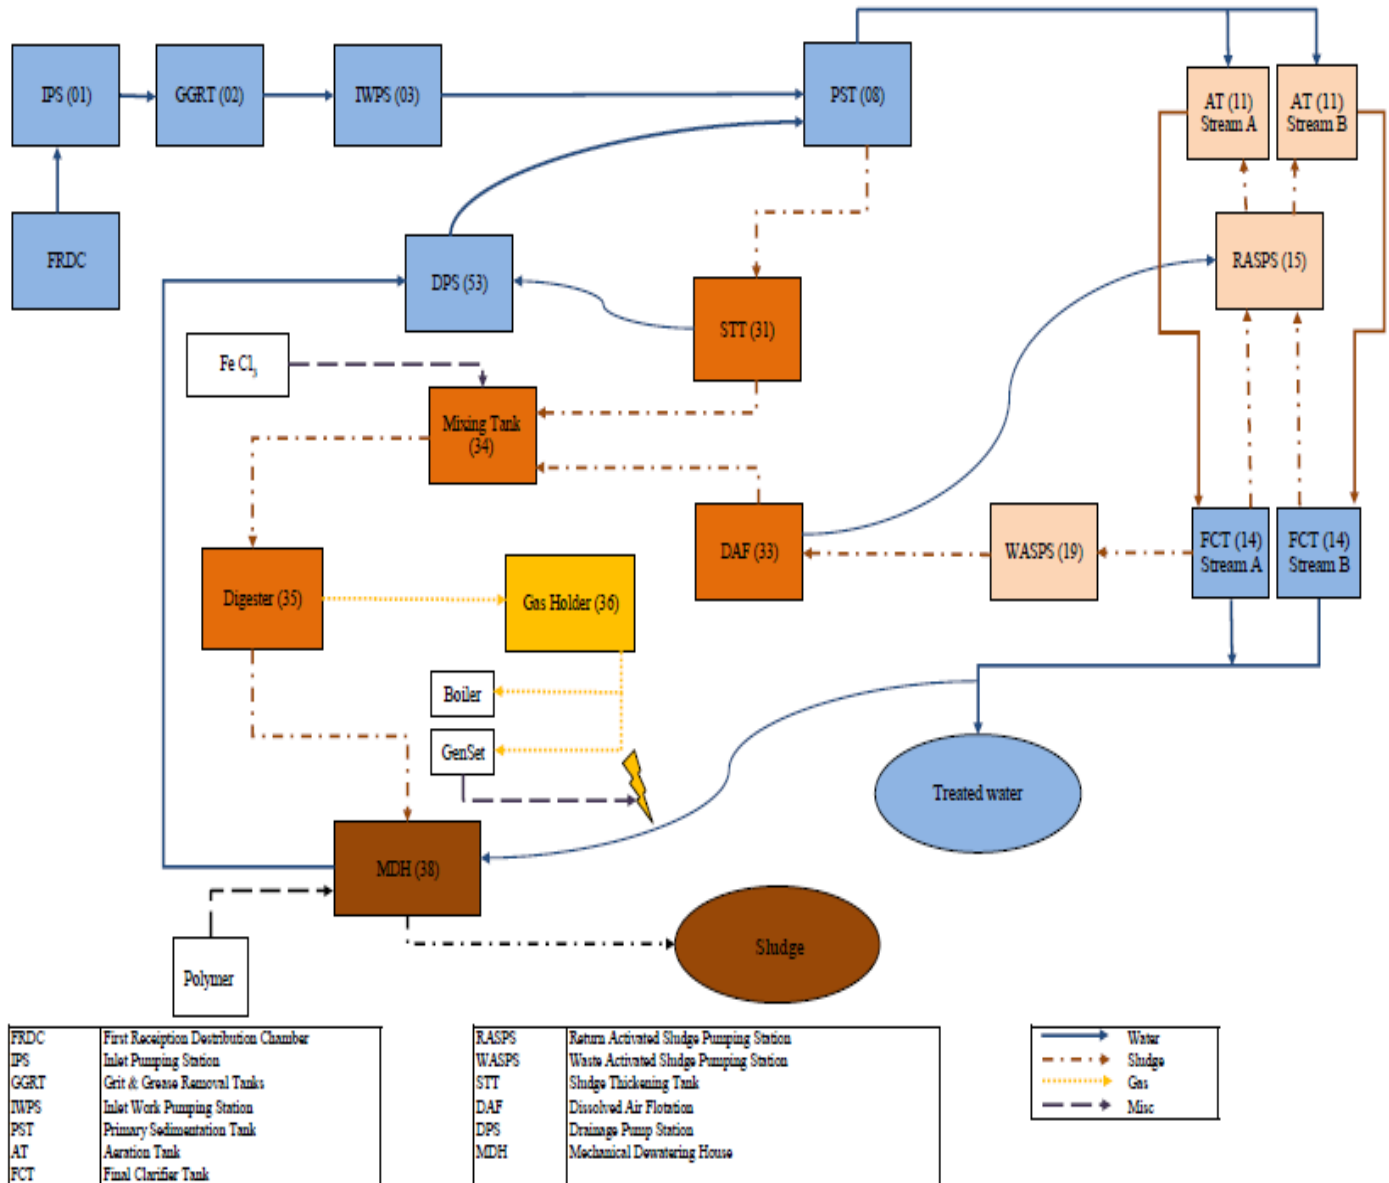 IPS (01)
GGRT (02)
IWPS (03)
PST (08)
AT (11)
Stream A
AT (11)
Stream B
FRDC
DPS (53)
STT (31)
RASPS (15)
Fe Cl3
Mixing Tank
(34)
DAF (33)
WASPS (19)
FCT (14)
Stream A
FCT (14)
Stream B
Digester (35)
Gas Holder (36)
Boiler
GenSet
Treated water
MDH (38)
Polymer
Sludge
FRDC First Receiption Destribution Chamber
IPS Inlet Pumping Station
GGRT Grit & Grease Removal Tanks
IWPS Inlet Work Pumping Station
PST Primary Sedimentation Tank
AT Aeration Tank
FCT Final Clarifier Tank
RASPS Return Activated Sludge Pumping Station
WASPS Waste Activated Sludge Pumping Station
STT Sludge Thickening Tank
DAF Dissolved Air Flotation
DPS Drainage Pump Station
MDH Mechanical Dewatering House
Water
Sludge
Gas
Misc